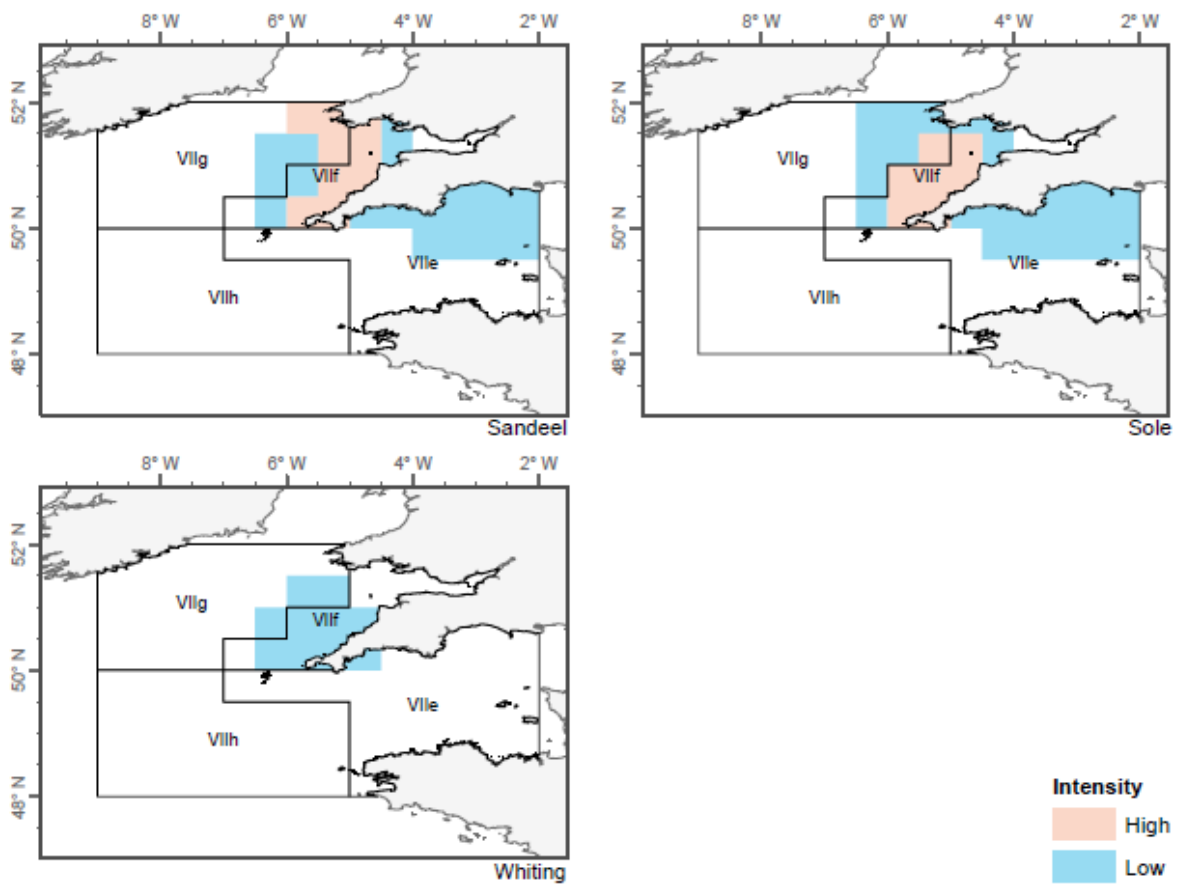 8° W 6° W 4° W 2° W
8° W 6° W 4° W 2° W
52° N
50° N
48° N
VIIg
VIIf
VIIe
VIIh
Sandeel
52° N
50° N
48° N
VIIg
VIIf
VIIe
VIIh
Sole
8° W 6° W 4° W 2° W
52° N
50° N
48° N
VIIg
VIIf
VIIe
VIIh
Whiting
Intensity
High
Low